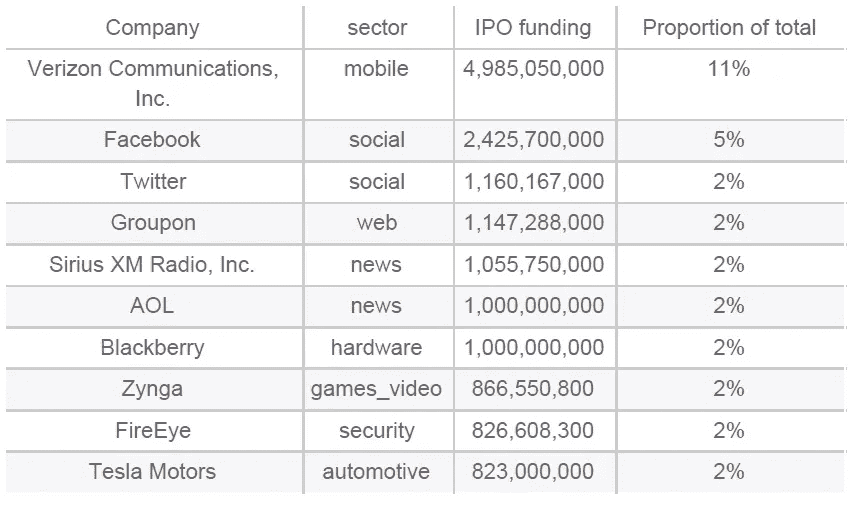 Company sector IPO funding Proportion of total
Verizon Communications, mobile 4,985,050,000 11%
Inc.
Facebook social 2,425,700,000 5%
Twitter social 1,160,167,000 2%
Groupon web 1,147,288,000 2%
Sirius XM Radio, Inc. news 1,055,750,000 2%
AOL news 1,000,000,000 2%
Blackberry hardware 1,000,000,000 2%
Zynga games_video 866,550,800 2%
FireEye security 826,608,300 2%
Tesla Motors automotive 823,000,000 2%